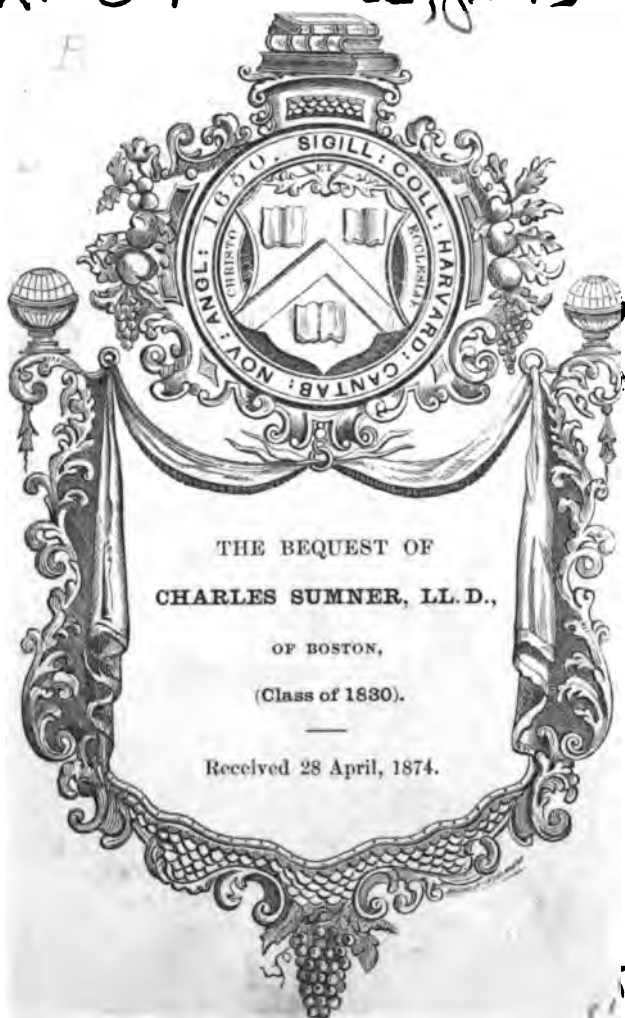 SIGILL: COLL: HARVARD: CANTAB: NOV: ANGL: 1650.
ET
CHRISTO
ECCLESIAE
THE BEQUEST OF
CHARLES SUMNER, LL.D.,
OF BOSTON,
(Class of 1830).
Received 28 April, 1874.